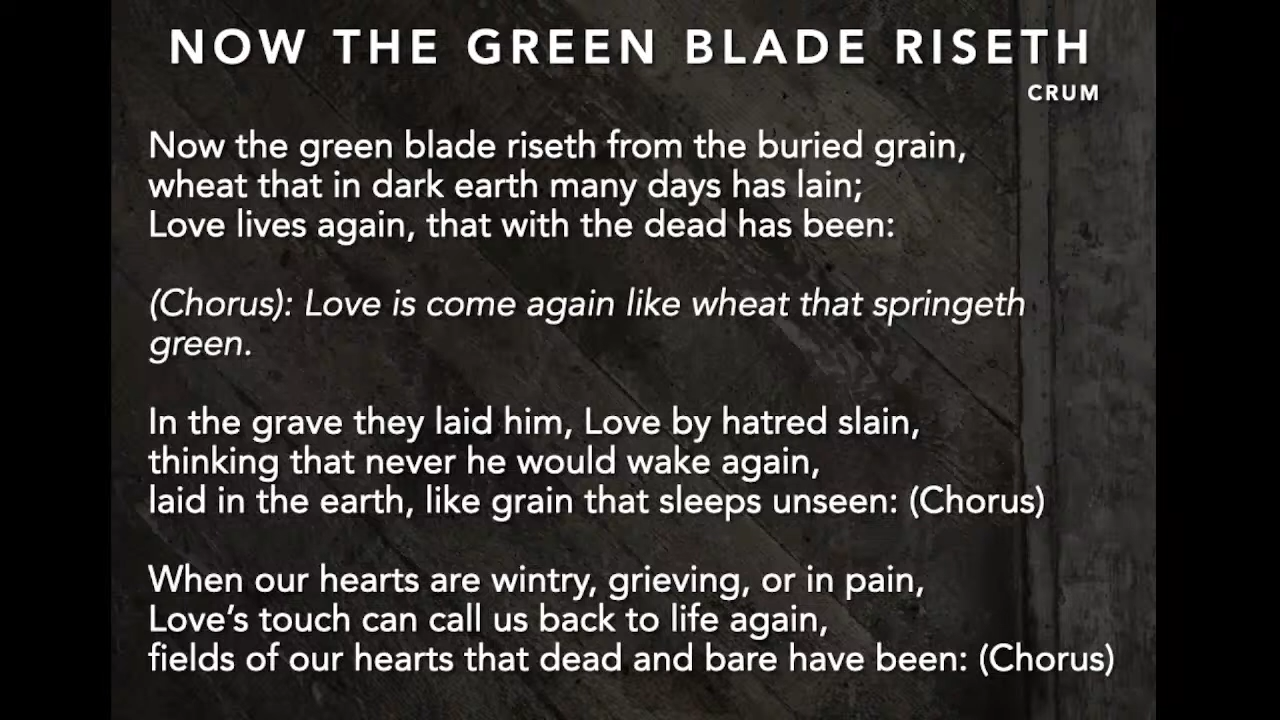 NOW THE GREEN BLADE RISETH
CRUM
Now the green blade riseth from the buried grain,
wheat that in dark earth many days has lain;
Love lives again, that with the dead has been:
(Chorus): Love is come again like wheat that springeth
green.
In the grave they laid him, Love by hatred slain,
thinking that never he would wake again,
laid in the earth, like grain that sleeps unseen: (Chorus)
When our hearts are wintry, grieving, or in pain,
Love’s touch can call us back to life again,
fields of our hearts that dead and bare have been: (Chorus)